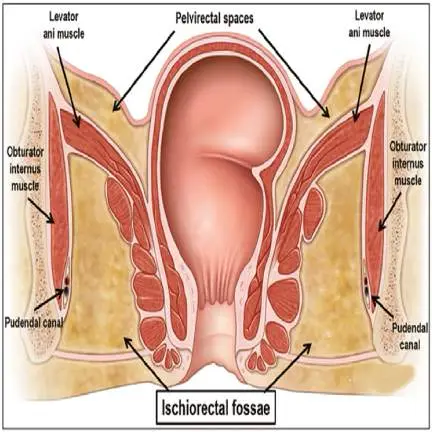 Levator
ani muscle
Pelvirectal spaces
Levator
ani muscle
Obturator
internus
muscle
Obturator
internus
muscle
Pudendal canal
Pudendal
canal
Ischiorectal fossae